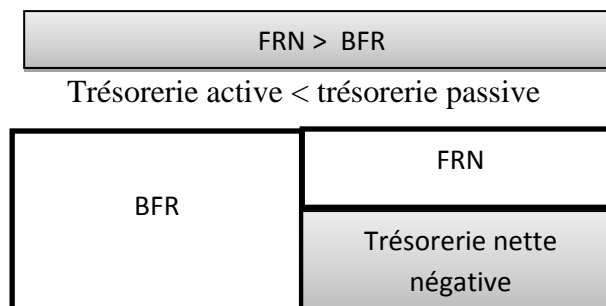 FRN > BFR
Trésorerie active < trésorerie passive
BFR
FRN
Trésorerie nette
négative